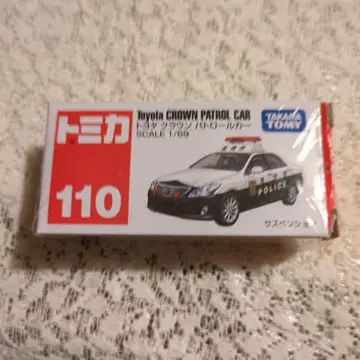 Toyota CROWN PATROL CAR
トヨタ クラウン パトロールカー
SCALE 1/69
トミカ
110
TAKARA
TOMY
POLICE
サスペンショ